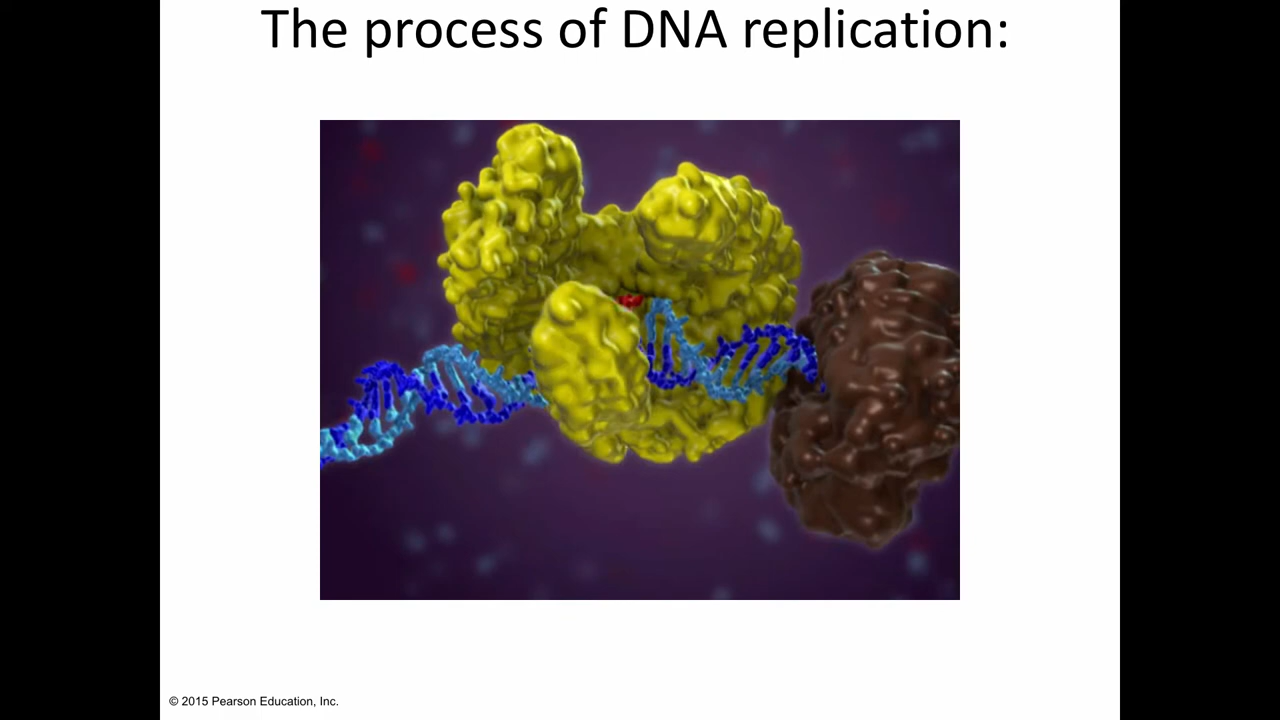 The process of DNA replication:
© 2015 Pearson Education, Inc.